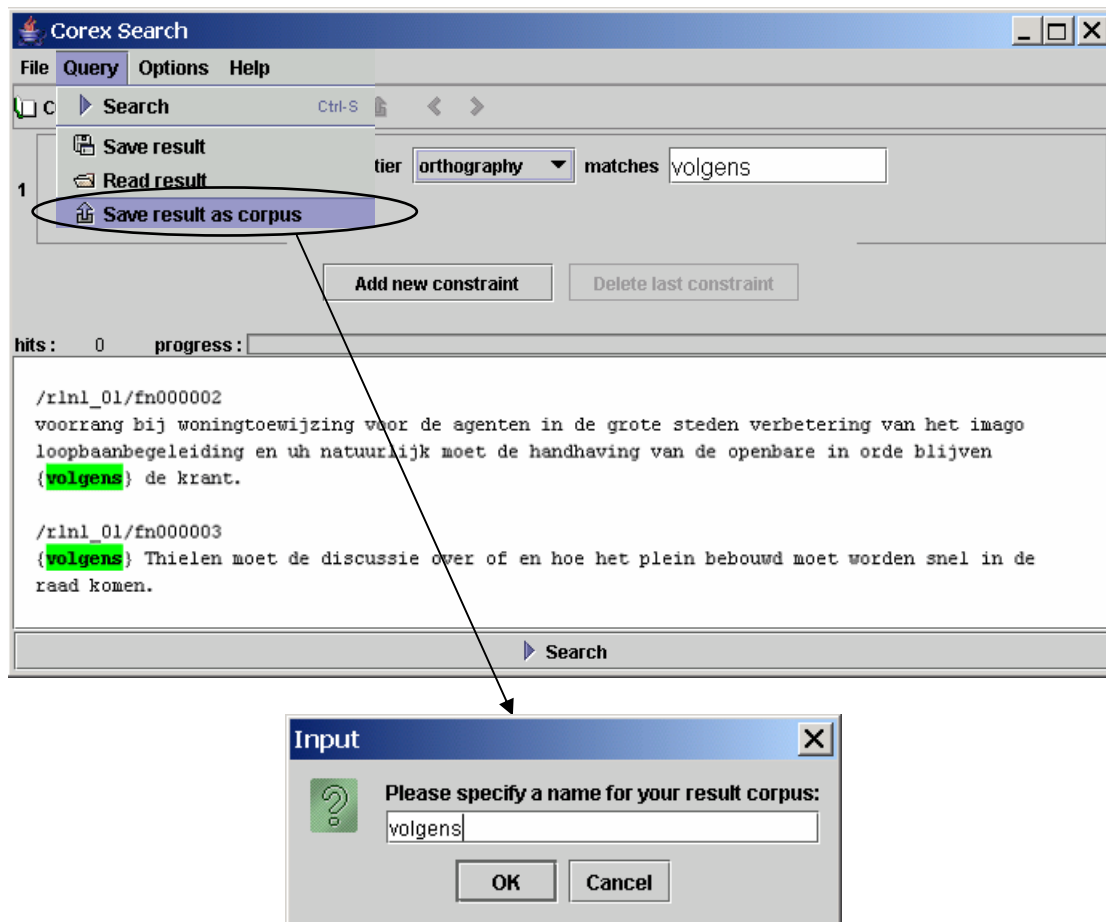 Corex Search
File Query Options Help
C Search Ctrl-S
Save result
tier orthography matches volgens
Read result
1
Save result as corpus
Add new constraint Delete last constraint
hits: 0 progress:
/rlnl_01/fn000002
voorrang bij woningtoewijzing voor de agenten in de grote steden verbetering van het imago
loopbaanbegeleiding en uh natuurlijk moet de handhaving van de openbare in orde blijven
{volgens} de krant.
/rlnl_01/fn000003
{volgens} Thielen moet de discussie over of en hoe het plein bebouwd moet worden snel in de
raad komen.
Search
Input
Please specify a name for your result corpus:
volgens
OK Cancel